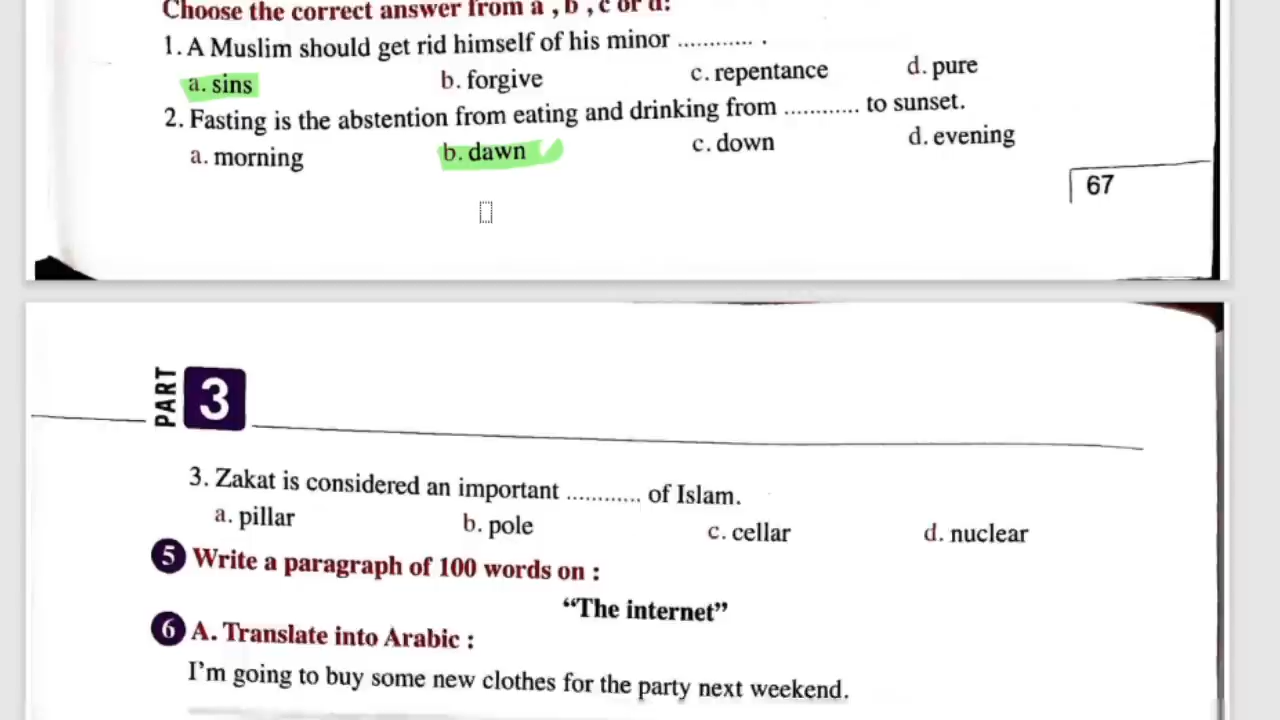 Choose the correct answer from a , b , c or d:
1. A Muslim should get rid himself of his minor ............ .
a. sins b. forgive c. repentance d. pure
2. Fasting is the abstention from eating and drinking from ............ to sunset.
a. morning b. dawn c. down d. evening
67
PART 3
3. Zakat is considered an important ............ of Islam.
a. pillar b. pole c. cellar d. nuclear
5 Write a paragraph of 100 words on :
“The internet”
6 A. Translate into Arabic :
I’m going to buy some new clothes for the party next weekend.